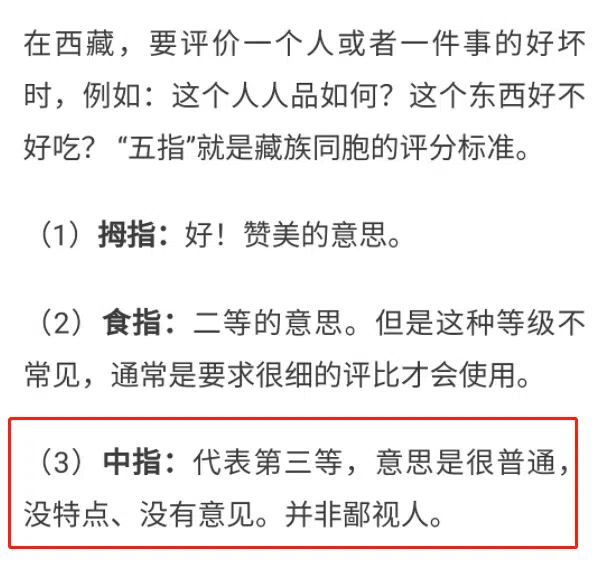 在西藏，要评价一个人或者一件事的好坏
时，例如：这个人人品如何？这个东西好不
好吃？ “五指”就是藏族同胞的评分标准。
（1）拇指：好！赞美的意思。
（2）食指：二等的意思。但是这种等级不
常见，通常是要求很细的评比才会使用。
（3）中指：代表第三等，意思是很普通，
没特点、没有意见。并非鄙视人。